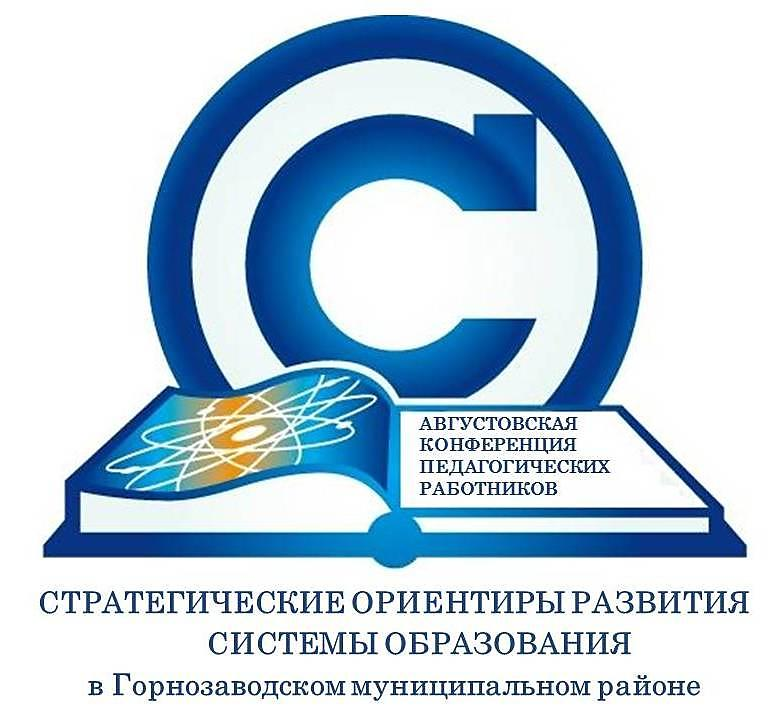 С
АВГУСТОВСКАЯ
КОНФЕРЕНЦИЯ
ПЕДАГОГИЧЕСКИХ
РАБОТНИКОВ
СТРАТЕГИЧЕСКИЕ ОРИЕНТИРЫ РАЗВИТИЯ
СИСТЕМЫ ОБРАЗОВАНИЯ
в Горнозаводском муниципальном районе